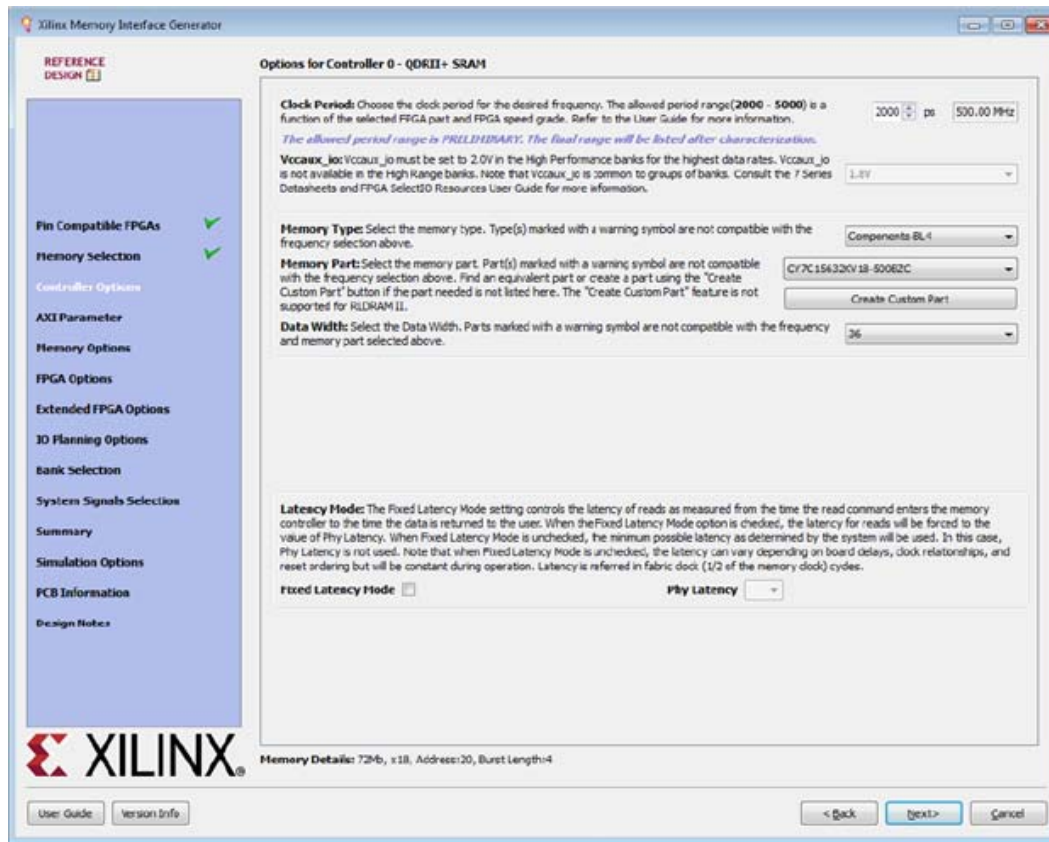 Xilinx Memory Interface Generator
REFERENCE
DESIGN
Options for Controller 0 - QDRII+ SRAM
Clock Period: Choose the clock period for the desired frequency. The allowed period range(2000 - 5000) is a
function of the selected FPGA part and FPGA speed grade. Refer to the User Guide for more information.
2000 ps 500.00 MHz
The allowed period range is PRELIMINARY. The final range will be listed after characterization.
Vccaux_io: Vccaux_io must be set to 2.0V in the High Performance banks for the highest data rates. Vccaux_io
is not available in the High Range banks. Note that Vccaux_io is common to groups of banks. Consult the 7 Series
Datasheets and FPGA SelectIO Resources User Guide for more information.
1.8V
Memory Type: Select the memory type. Type(s) marked with a warning symbol are not compatible with the
frequency selection above.
Components-BL4
Memory Part: Select the memory part. Part(s) marked with a warning symbol are not compatible
with the frequency selection above. Find an equivalent part or create a part using the "Create
Custom Part" button if the part needed is not listed here. The "Create Custom Part" feature is not
supported for RLDRAM II.
CY7C15632KV18-500BZC
Create Custom Part
Data Width: Select the Data Width. Parts marked with a warning symbol are not compatible with the frequency
and memory part selected above.
36
Latency Mode: The Fixed Latency Mode setting controls the latency of reads as measured from the time the read command enters the memory
controller to the time the data is returned to the user. When the Fixed Latency Mode option is checked, the latency for reads will be forced to the
value of Phy Latency. When Fixed Latency Mode is unchecked, the minimum possible latency as determined by the system will be used. In this case,
Phy Latency is not used. Note that when Fixed Latency Mode is unchecked, the latency can vary depending on board delays, clock relationships, and
reset ordering but will be constant during operation. Latency is referred in fabric clock (1/2 of the memory clock) cycles.
Fixed Latency Mode
Phy Latency
Pin Compatible FPGAs
Memory Selection
Controller Options
AXI Parameter
Memory Options
FPGA Options
Extended FPGA Options
IO Planning Options
Bank Selection
System Signals Selection
Summary
Simulation Options
PCB Information
Design Notes
XILINX®
Memory Details: 72Mb, x18, Address:20, Burst Length:4
User Guide
Version Info
< Back
Next>
Cancel